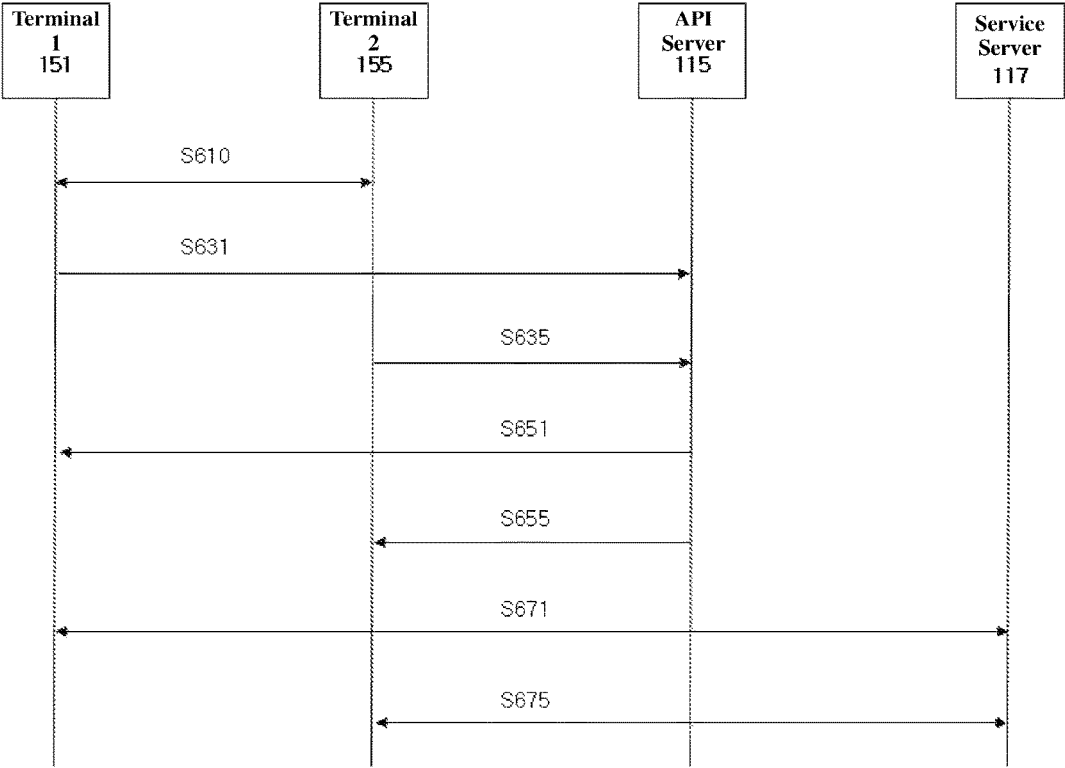 Terminal
1
151
Terminal
2
155
API
Server
115
Service
Server
117
S610
S631
S635
S651
S655
S671
S675